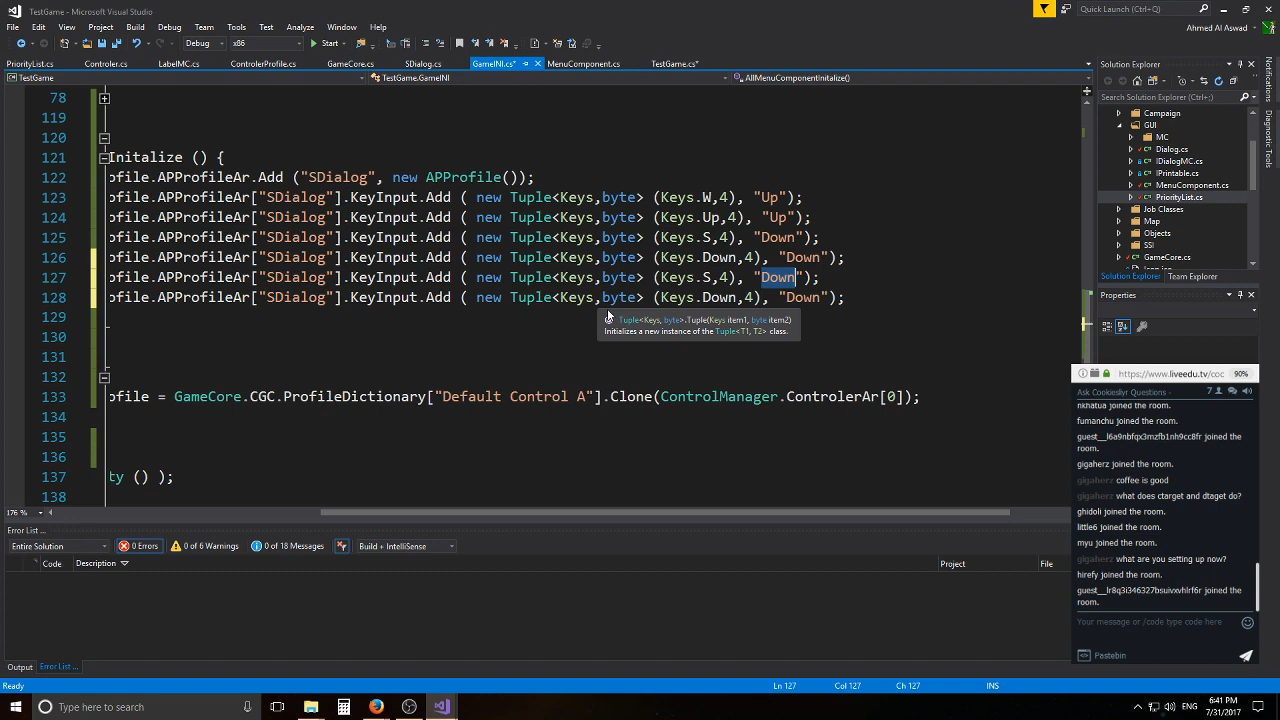 TestGame - Microsoft Visual Studio
Quick Launch (Ctrl+Q)
File Edit View Project Build Debug Team Tools Test Analyze Window Help
Ahmed Al Aswad
Debug x86 Start
PriorityList.cs Controler.cs LabelMC.cs ControlerProfile.cs GameCore.cs SDialog.cs GameINI.cs* MenuComponent.cs TestGame.cs*
TestGame TestGame.GameINI AllMenuComponentInitalize()
78
119
120
121 Initalize () {
122 ofile.APProfileAr.Add ("SDialog", new APProfile());
123 ofile.APProfileAr["SDialog"].KeyInput.Add ( new Tuple<Keys,byte> (Keys.W,4), "Up");
124 ofile.APProfileAr["SDialog"].KeyInput.Add ( new Tuple<Keys,byte> (Keys.Up,4), "Up");
125 ofile.APProfileAr["SDialog"].KeyInput.Add ( new Tuple<Keys,byte> (Keys.S,4), "Down");
126 ofile.APProfileAr["SDialog"].KeyInput.Add ( new Tuple<Keys,byte> (Keys.Down,4), "Down");
127 ofile.APProfileAr["SDialog"].KeyInput.Add ( new Tuple<Keys,byte> (Keys.S,4), "Down");
128 ofile.APProfileAr["SDialog"].KeyInput.Add ( new Tuple<Keys,byte> (Keys.Down,4), "Down");
129
Tuple<Keys, byte>.Tuple(Keys item1, byte item2)
130
Initializes a new instance of the Tuple<T1, T2> class.
131
132
133 ofile = GameCore.CGC.ProfileDictionary["Default Control A"].Clone(ControlManager.ControlerAr[0]);
134
135
136
137 ty () );
138
176 %
Solution Explorer
Search Solution Explorer (Ctrl+;)
Campaign
GUI
MC
Dialog.cs
IDialogMC.cs
IPrintable.cs
MenuComponent.cs
PriorityList.cs
Job Classes
Map
Objects
SSI
GameCore.cs
Solution Explorer Team Explorer
Properties
Notifications
Diagnostic Tools
https://www.liveedu.tv/coc 90%
Ask Cookieslyr Questions - 7
nkhatua joined the room.
fumanchu joined the room.
guest__l6a9nbfqx3mzfb1nh9cc8fr joined the
room.
gigaherz joined the room.
gigaherz coffee is good
gigaherz what does ctarget and dtaget do?
ghidoli joined the room.
little6 joined the room.
myu joined the room.
gigaherz what are you setting up now?
hirefy joined the room.
guest__lr8q3i346327bsuivxvhlrf6r joined the
room.
Your message or /code type code here
Pastebin
Error List ...
Entire Solution 0 Errors 0 of 6 Warnings 0 of 18 Messages Build + IntelliSense
Code Description Project File
Output Error List ...
Ready Ln 127 Col 127 Ch 127 INS
Type here to search
6:41 PM
7/31/2017